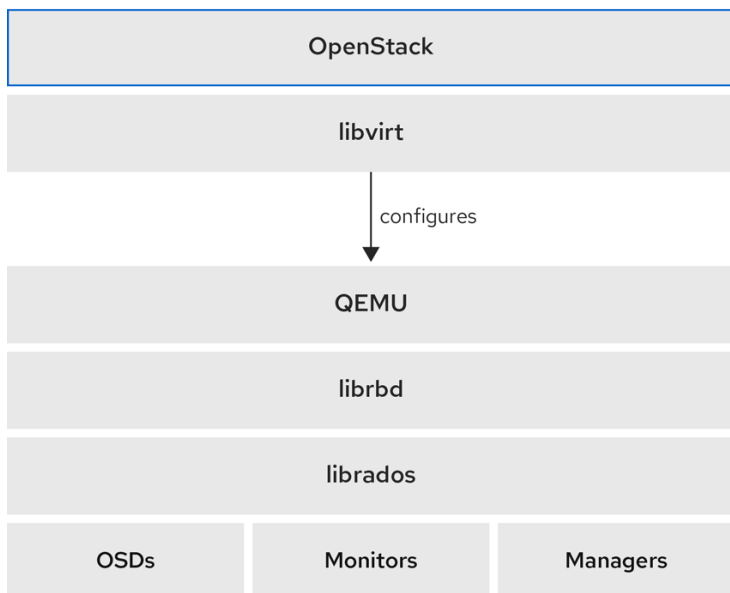 OpenStack
libvirt
configures
QEMU
librbd
librados
OSDs
Monitors
Managers